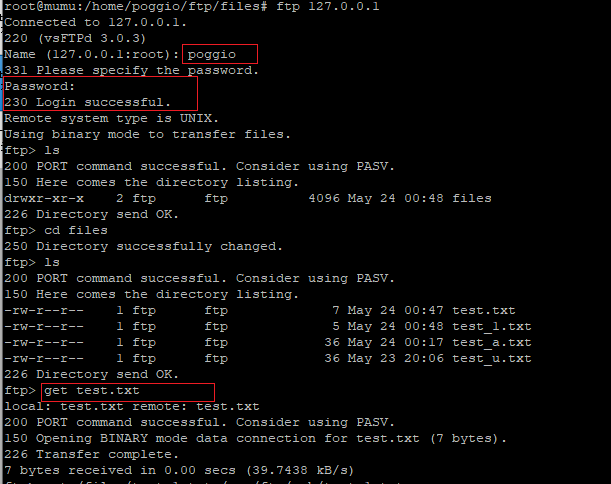 root@mumu:/home/poggio/ftp/files# ftp 127.0.0.1
Connected to 127.0.0.1.
220 (vsFTPd 3.0.3)
Name (127.0.0.1:root): poggio
331 Please specify the password.
Password:
230 Login successful.
Remote system type is UNIX.
Using binary mode to transfer files.
ftp> ls
200 PORT command successful. Consider using PASV.
150 Here comes the directory listing.
drwxr-xr-x    2 ftp      ftp          4096 May 24 00:48 files
226 Directory send OK.
ftp> cd files
250 Directory successfully changed.
ftp> ls
200 PORT command successful. Consider using PASV.
150 Here comes the directory listing.
-rw-r--r--    1 ftp      ftp             7 May 24 00:47 test.txt
-rw-r--r--    1 ftp      ftp             5 May 24 00:48 test_1.txt
-rw-r--r--    1 ftp      ftp            36 May 24 00:17 test_a.txt
-rw-r--r--    1 ftp      ftp            36 May 23 20:06 test_u.txt
226 Directory send OK.
ftp> get test.txt
local: test.txt remote: test.txt
200 PORT command successful. Consider using PASV.
150 Opening BINARY mode data connection for test.txt (7 bytes).
226 Transfer complete.
7 bytes received in 0.00 secs (39.7438 kB/s)